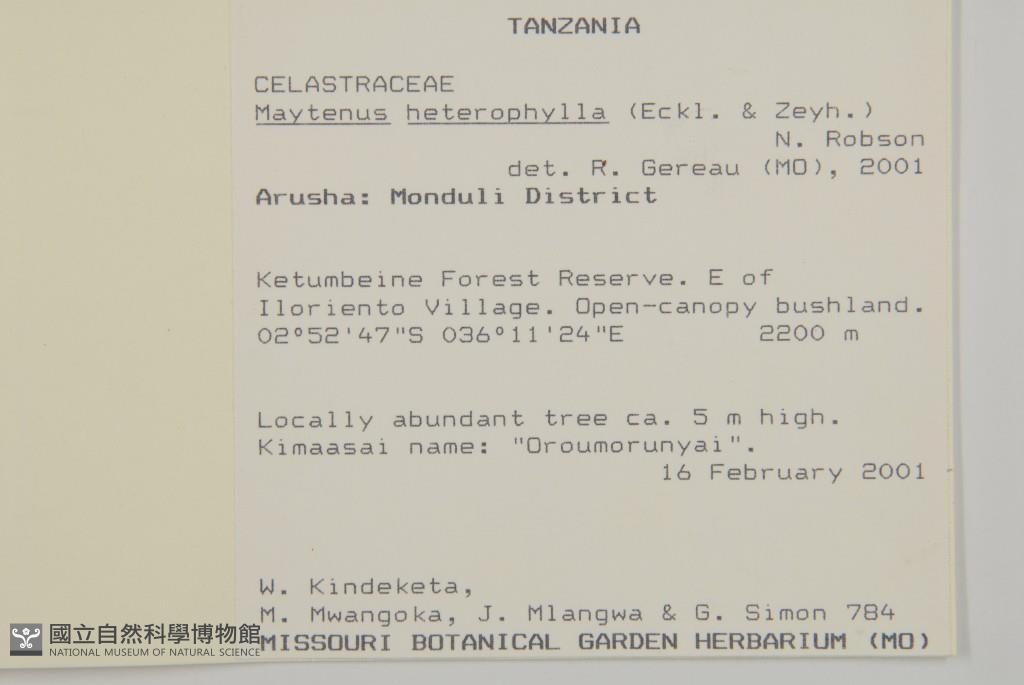 TANZANIA
CELASTRACEAE
Maytenus heterophylla (Eckl. & Zeyh.)
N. Robson
det. R. Gereau (MO), 2001
Arusha: Monduli District
Ketumbeine Forest Reserve. E of
Iloriento Village. Open-canopy bushland.
02°52'47"S 036°11'24"E 2200 m
Locally abundant tree ca. 5 m high.
Kimaasai name: "Oroumorunyai".
16 February 2001
W. Kindeketa,
M. Mwangoka, J. Mlangwa & G. Simon 784
MISSOURI BOTANICAL GARDEN HERBARIUM (MO)
國立自然科學博物館
NATIONAL MUSEUM OF NATURAL SCIENCE